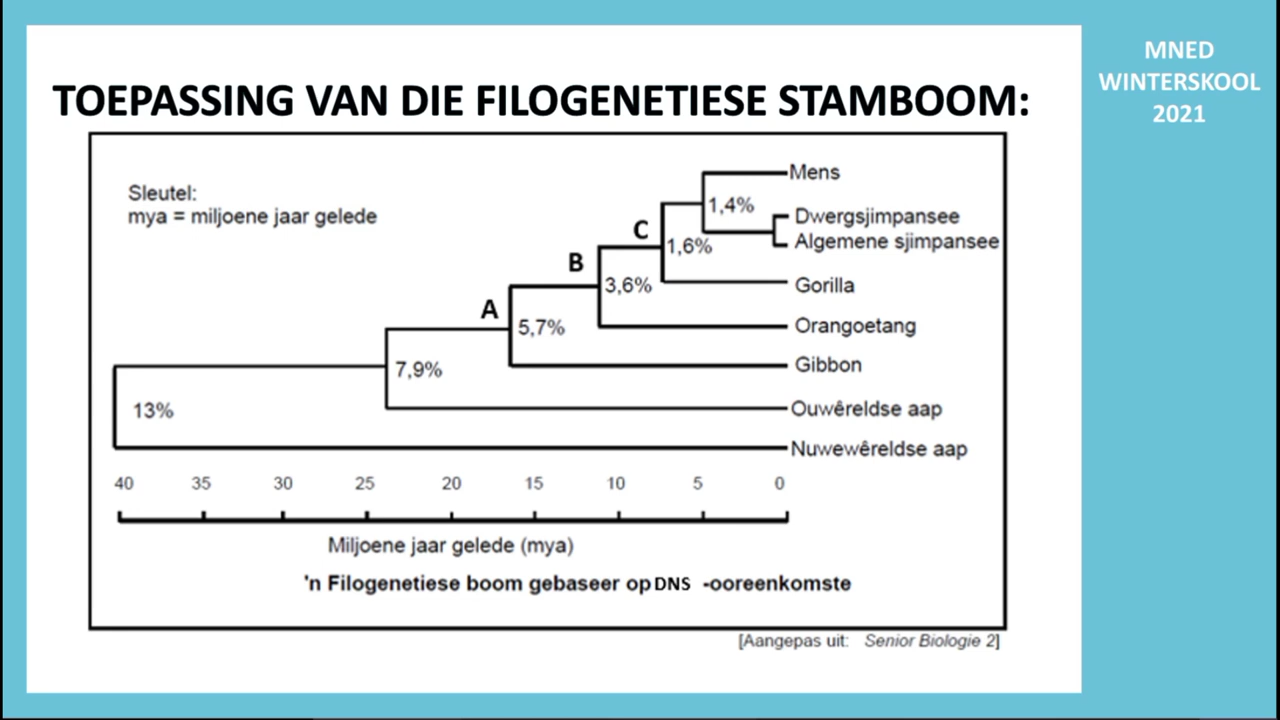 MNED
WINTERSKOOL
2021
TOEPASSING VAN DIE FILOGENETIESE STAMBOOM:
Sleutel:
mya = miljoene jaar gelede
Mens
1,4%
Dwergsjimpansee
Algemene sjimpansee
C
1,6%
B
3,6%
Gorilla
A
5,7%
Orangoetang
7,9%
Gibbon
13%
Ouwêreldse aap
Nuwewêreldse aap
40 35 30 25 20 15 10 5 0
Miljoene jaar gelede (mya)
'n Filogenetiese boom gebaseer op DNS -ooreenkomste
[Aangepas uit: Senior Biologie 2]